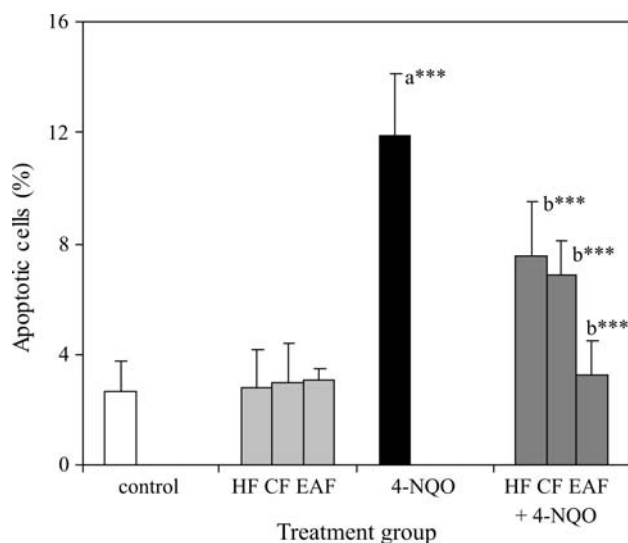 16
a***
12
b***
8
b***
b***
4
0
Apoptotic cells (%)
control
HF CF EAF
4-NQO
HF CF EAF
+ 4-NQO
Treatment group